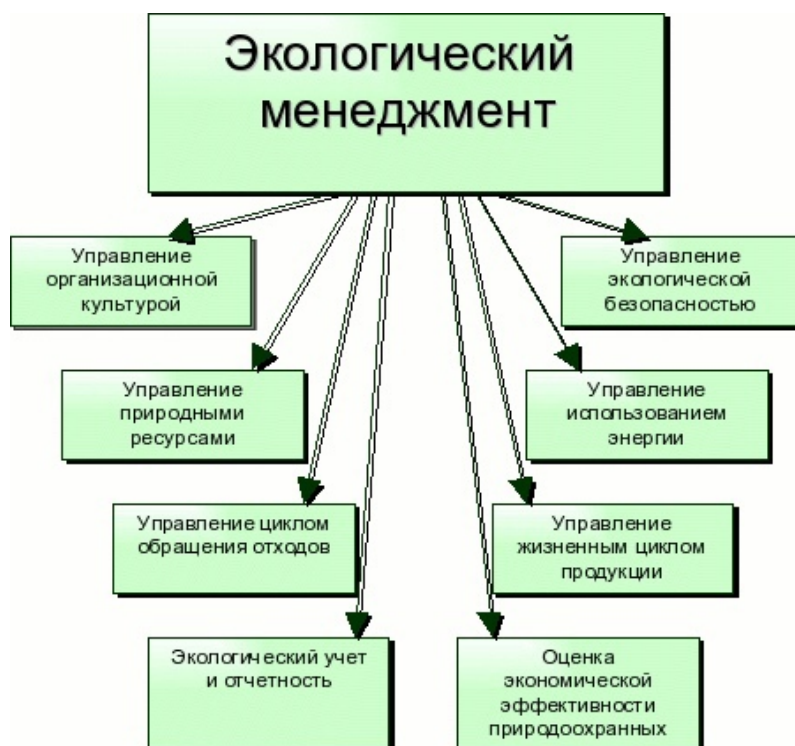 Экологический
менеджмент
Управление
организационной
культурой
Управление
экологической
безопасностью
Управление
природными
ресурсами
Управление
использованием
энергии
Управление циклом
обращения отходов
Управление
жизненным циклом
продукции
Экологический учет
и отчетность
Оценка
экономической
эффективности
природоохранных